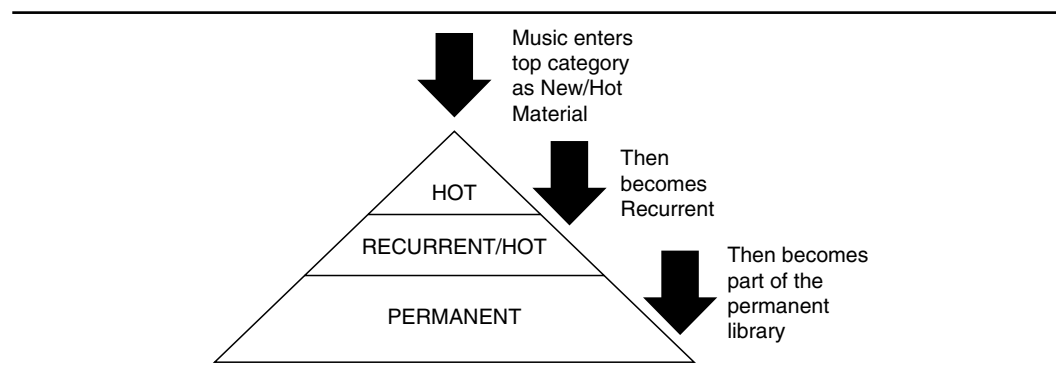 Music enters
top category
as New/Hot
Material
Then
becomes
Recurrent
HOT
RECURRENT/HOT
Then becomes
part of the
permanent
library
PERMANENT